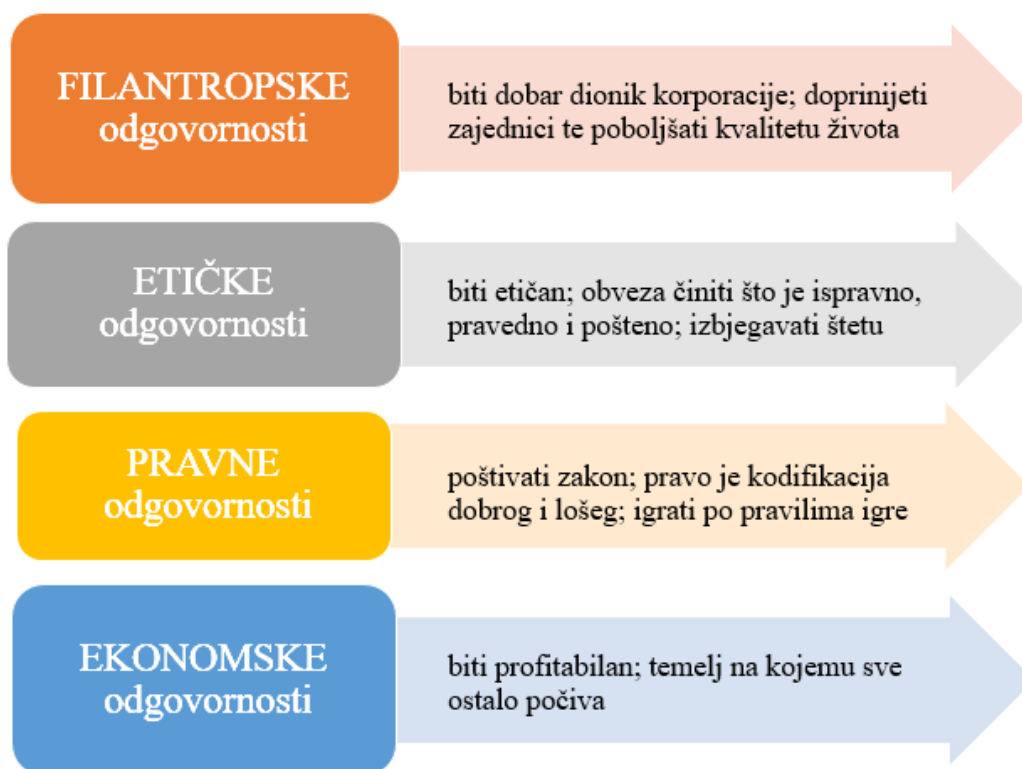 FILANTROPSKE
odgovornosti
biti dobar dionik korporacije; doprinijeti
zajednici te poboljšati kvalitetu života
ETIČKE
odgovornosti
biti etičan; obveza činiti što je ispravno,
pravedno i pošteno; izbjegavati štetu
PRAVNE
odgovornosti
poštivati zakon; pravo je kodifikacija
dobrog i lošeg; igrati po pravilima igre
EKONOMSKE
odgovornosti
biti profitabilan; temelj na kojemu sve
ostalo počiva